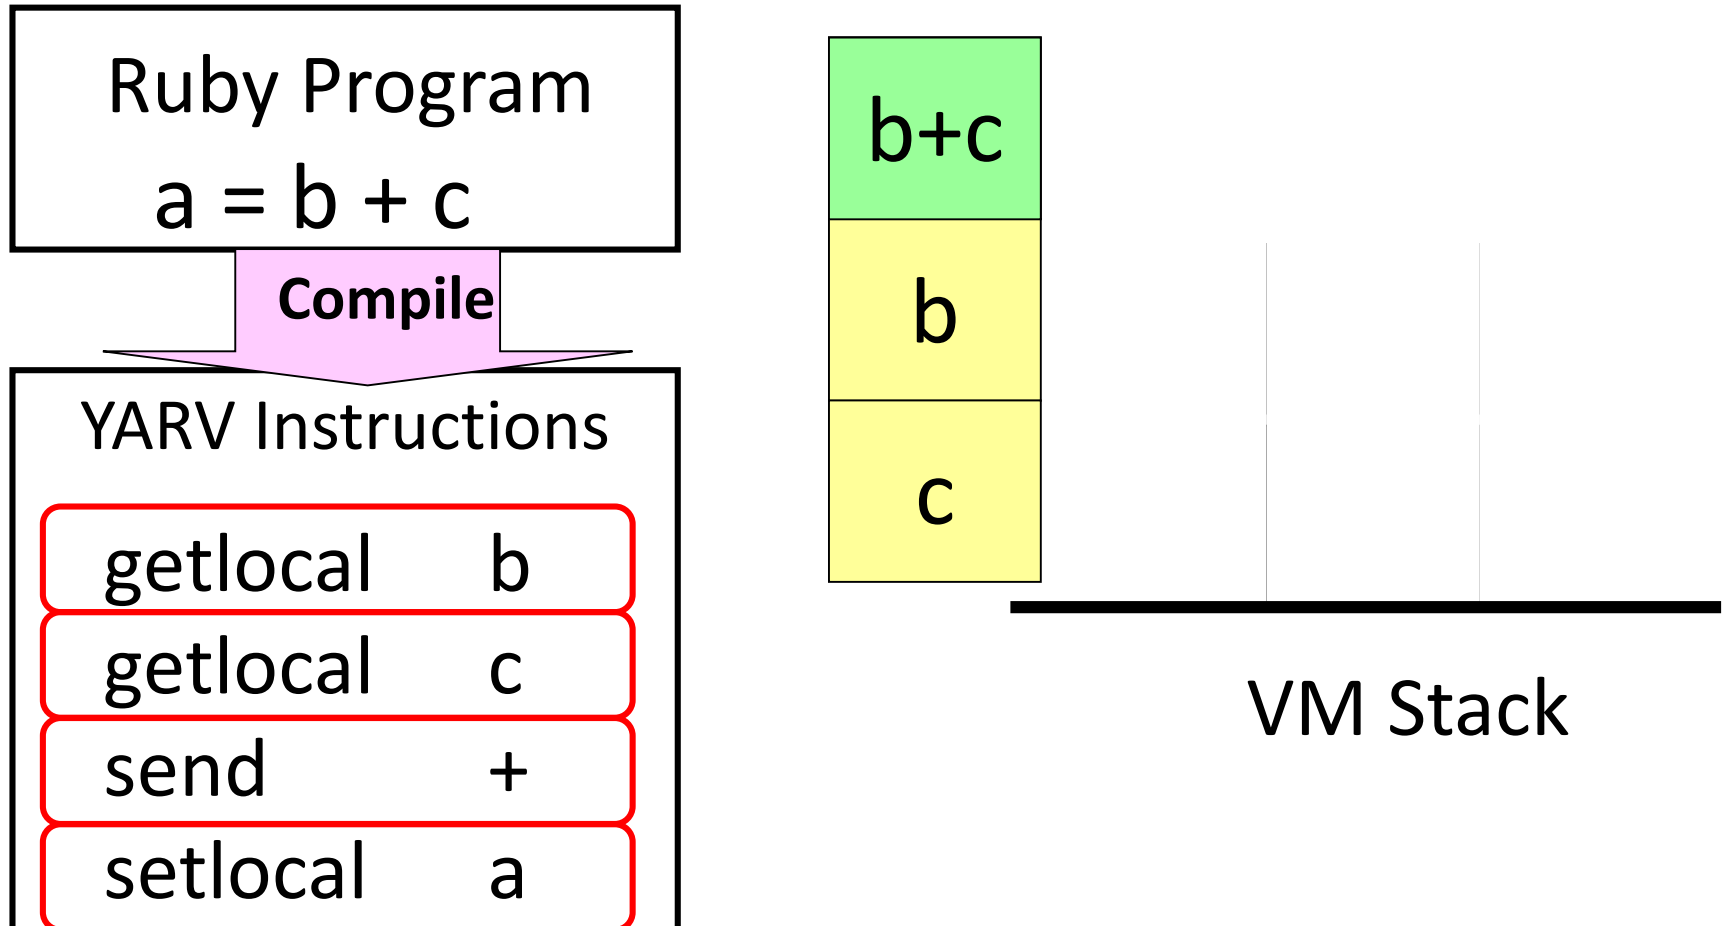 Ruby Program
a = b + c
Compile
YARV Instructions
getlocal b
getlocal c
send +
setlocal a
b+c
b
c
VM Stack